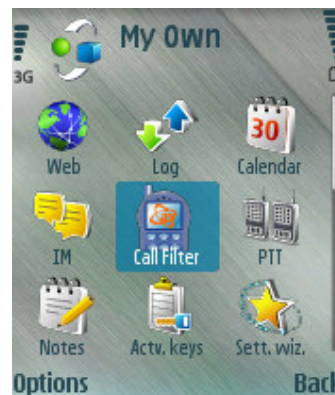 My Own
3G
Web Log Calendar
30
IM Call Filter PTT
Notes Actv. keys Sett. wiz.
Options Back